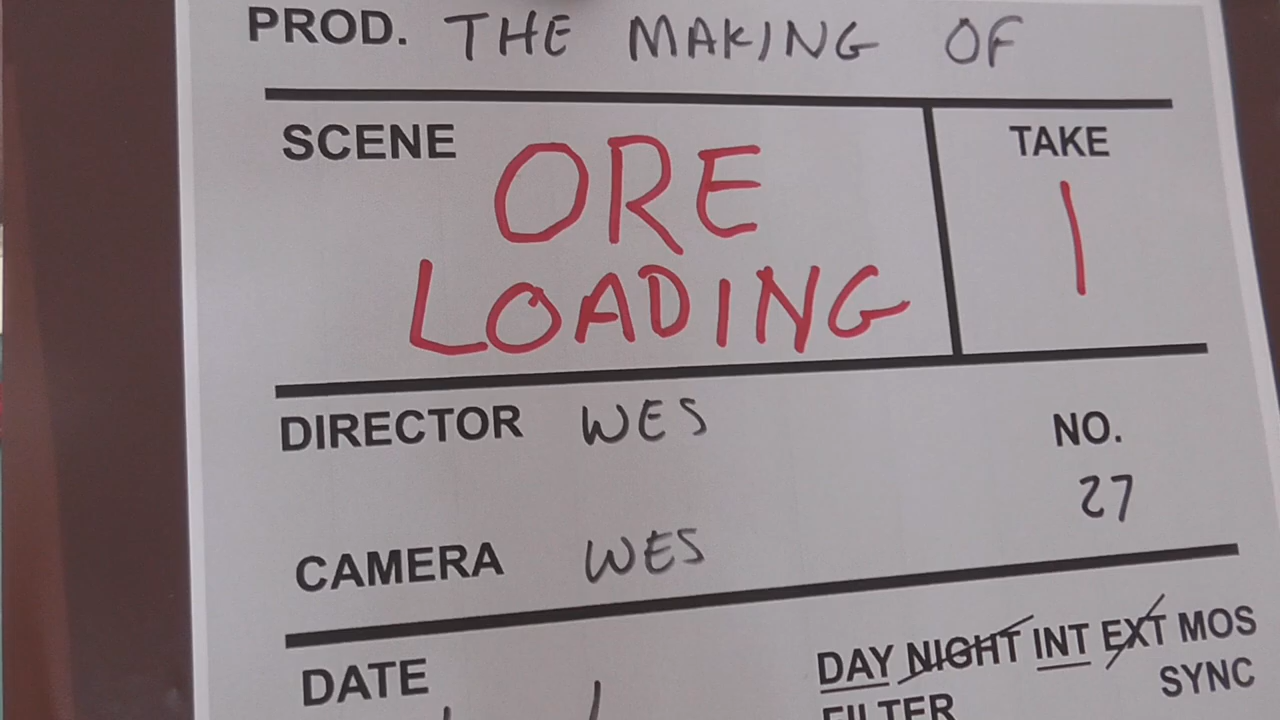 PROD. THE MAKING OF
SCENE ORE LOADING
TAKE 1
DIRECTOR WES
NO. 27
CAMERA WES
DATE
DAY NIGHT INT EXT MOS
FILTER SYNC